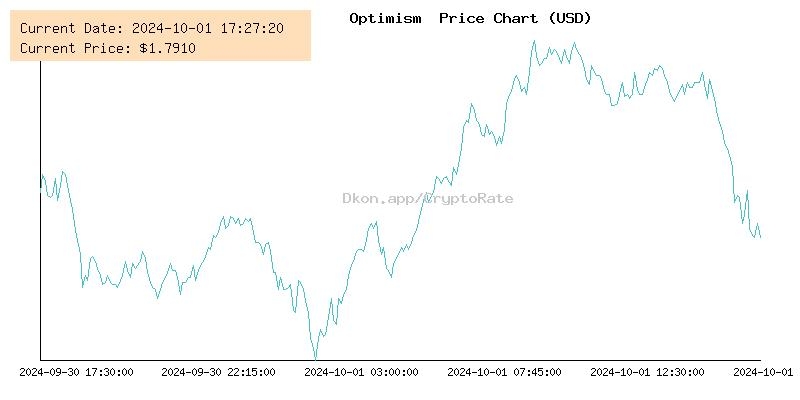 Optimism  Price Chart (USD)
Current Date: 2024-10-01 17:27:20
Current Price: $1.7910
Dkon.app/CryptoRate
2024-09-30 17:30:00 2024-09-30 22:15:00 2024-10-01 03:00:00 2024-10-01 07:45:00 2024-10-01 12:30:00 2024-10-01